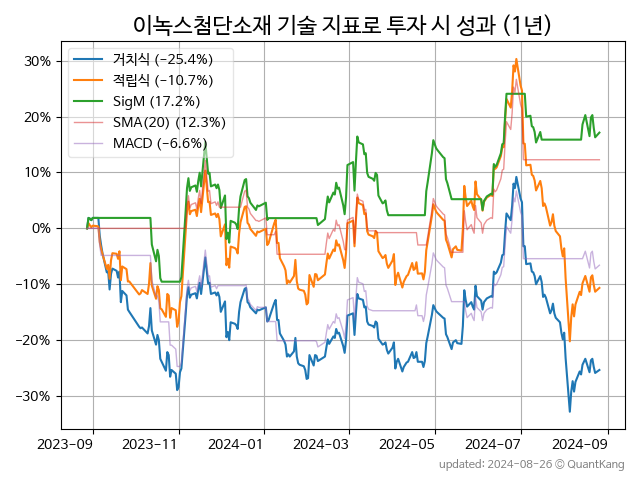 이녹스첨단소재 기술 지표로 투자 시 성과 (1년)
거치식 (−25.4%)
적립식 (−10.7%)
SigM (17.2%)
SMA(20) (12.3%)
MACD (−6.6%)
30%
20%
10%
0%
−10%
−20%
−30%
2023-09 2023-11 2024-01 2024-03 2024-05 2024-07 2024-09
updated: 2024-08-26 © QuantKang